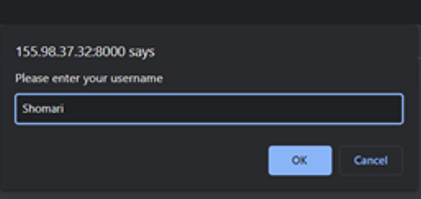 155.98.37.32:8000 says
Please enter your username
Shomari
OK
Cancel